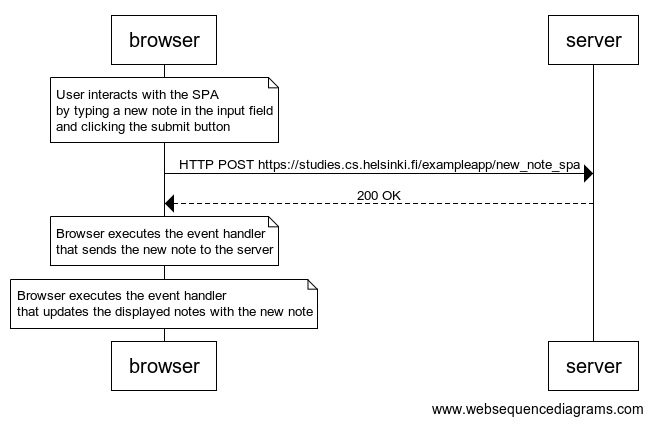 browser
server
User interacts with the SPA
by typing a new note in the input field
and clicking the submit button
HTTP POST https://studies.cs.helsinki.fi/exampleapp/new_note_spa
200 OK
Browser executes the event handler
that sends the new note to the server
Browser executes the event handler
that updates the displayed notes with the new note
browser
server
www.websequencediagrams.com